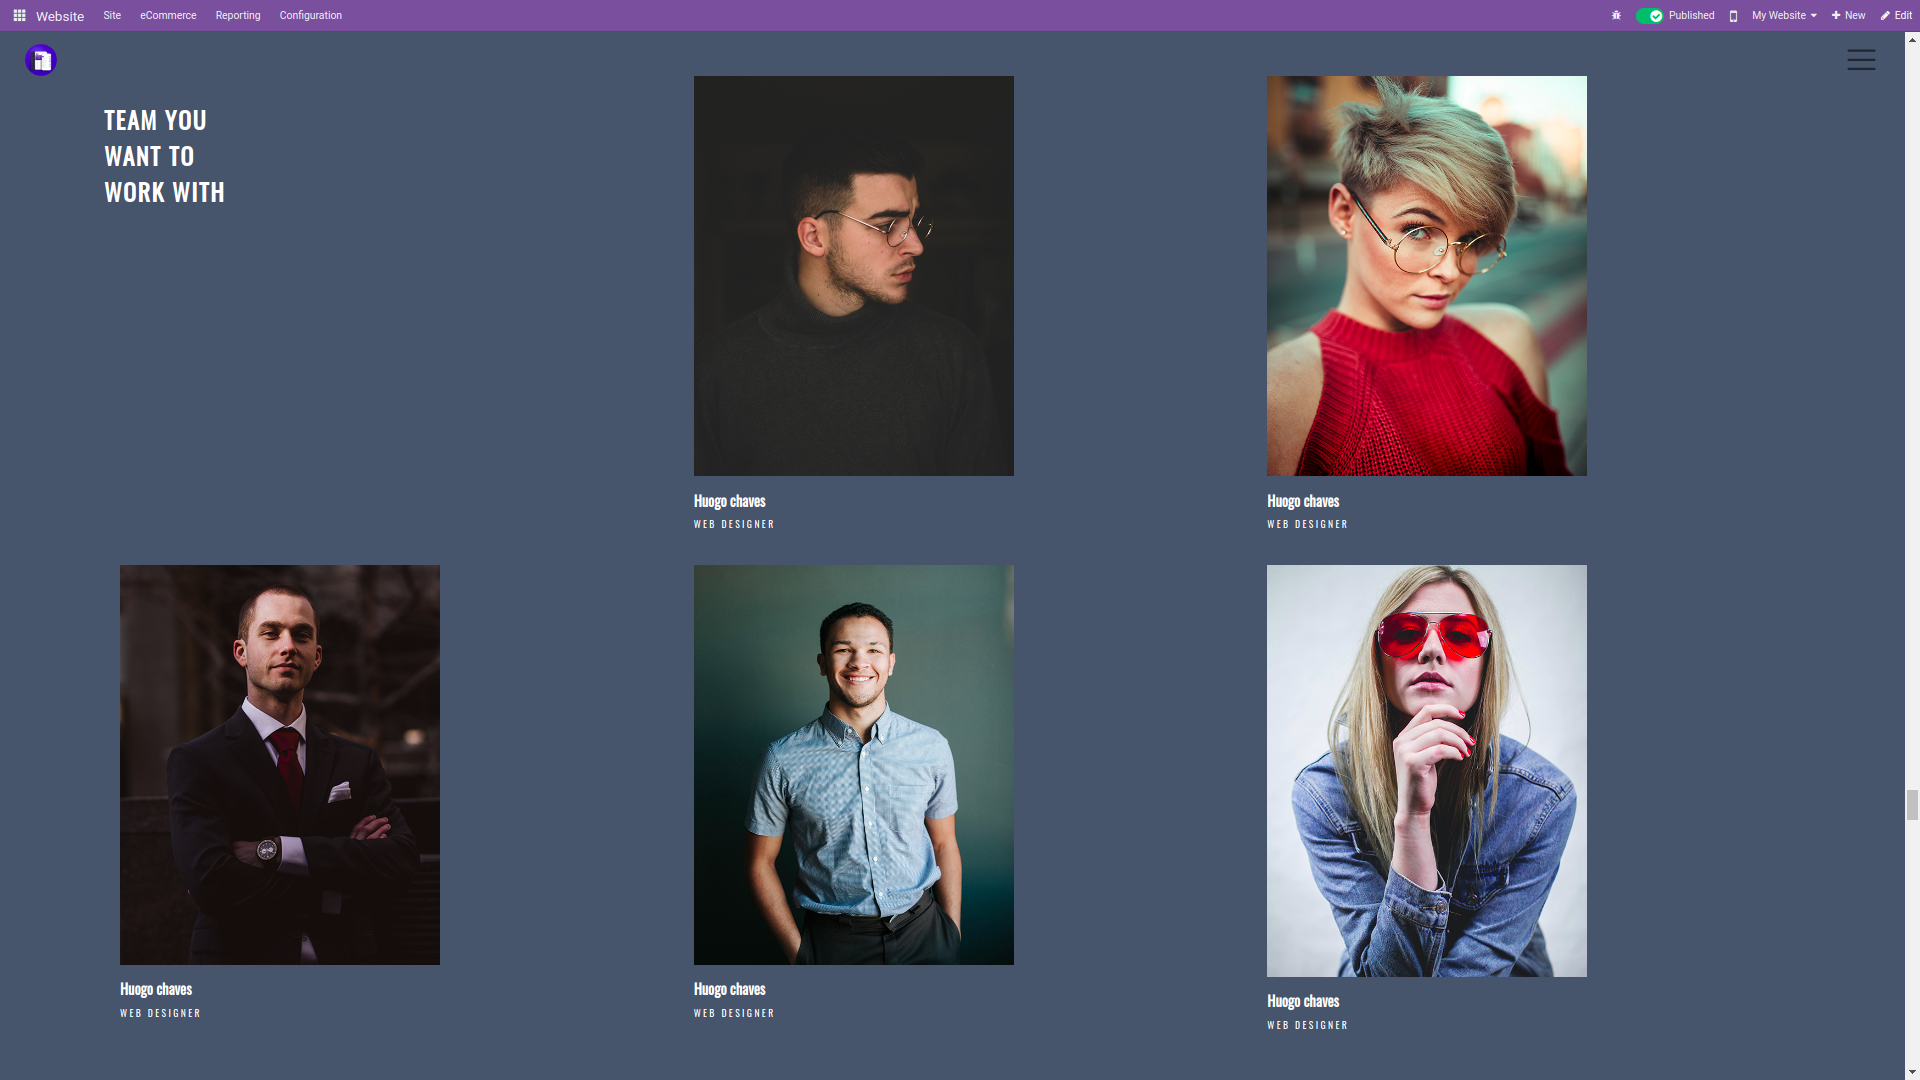 Website
Site
eCommerce
Reporting
Configuration
Published
My Website
New
Edit
TEAM YOU
WANT TO
WORK WITH
Huogo chaves
WEB DESIGNER
Huogo chaves
WEB DESIGNER
Huogo chaves
WEB DESIGNER
Huogo chaves
WEB DESIGNER
Huogo chaves
WEB DESIGNER